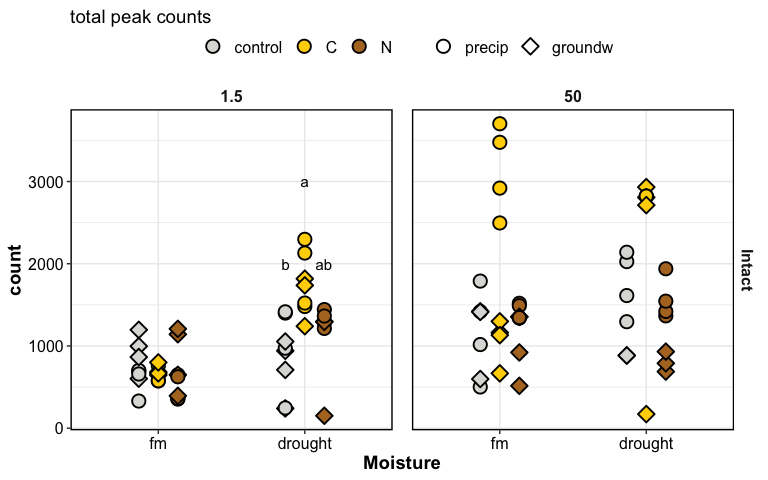 total peak counts
control C N precip groundw
1.5 50
3000
2000
1000
0
count
a
b ab
Intact
fm drought fm drought
Moisture